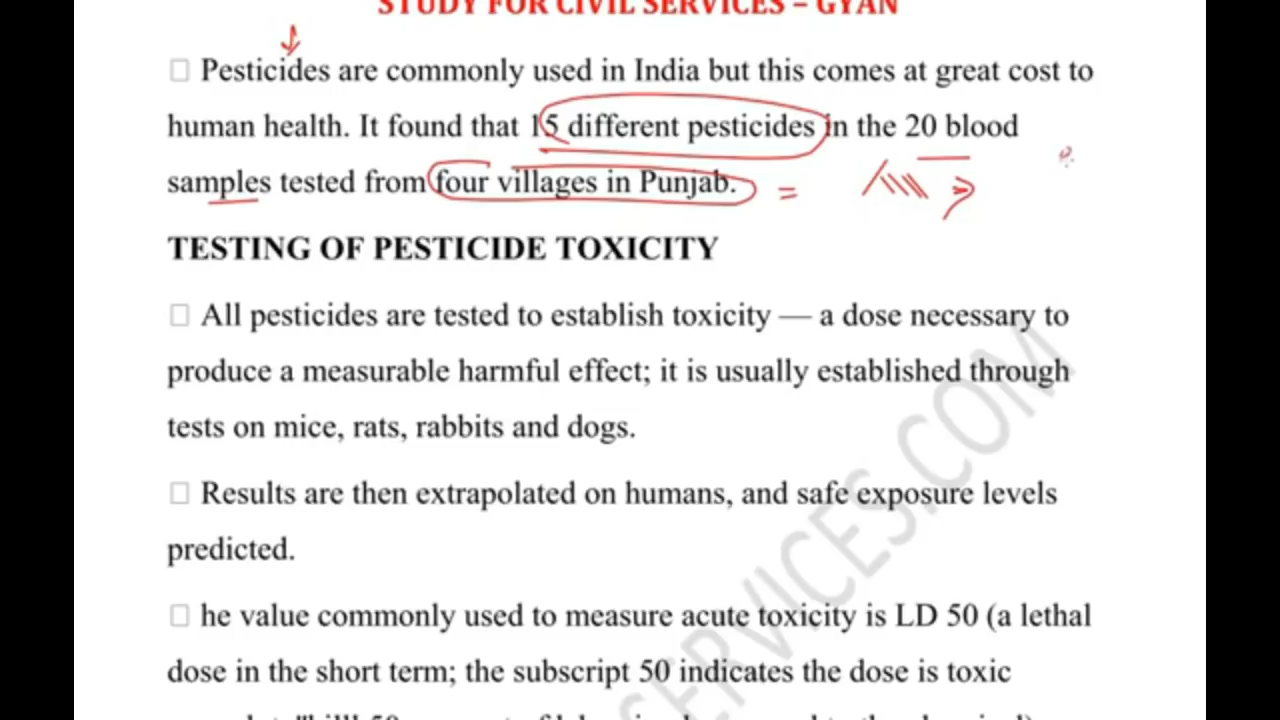 STUDY FOR CIVIL SERVICES – GYAN
Pesticides are commonly used in India but this comes at great cost to
human health. It found that 15 different pesticides in the 20 blood
samples tested from four villages in Punjab.
TESTING OF PESTICIDE TOXICITY
All pesticides are tested to establish toxicity — a dose necessary to
produce a measurable harmful effect; it is usually established through
tests on mice, rats, rabbits and dogs.
Results are then extrapolated on humans, and safe exposure levels
predicted.
he value commonly used to measure acute toxicity is LD 50 (a lethal
dose in the short term; the subscript 50 indicates the dose is toxic
SERVICES.COM